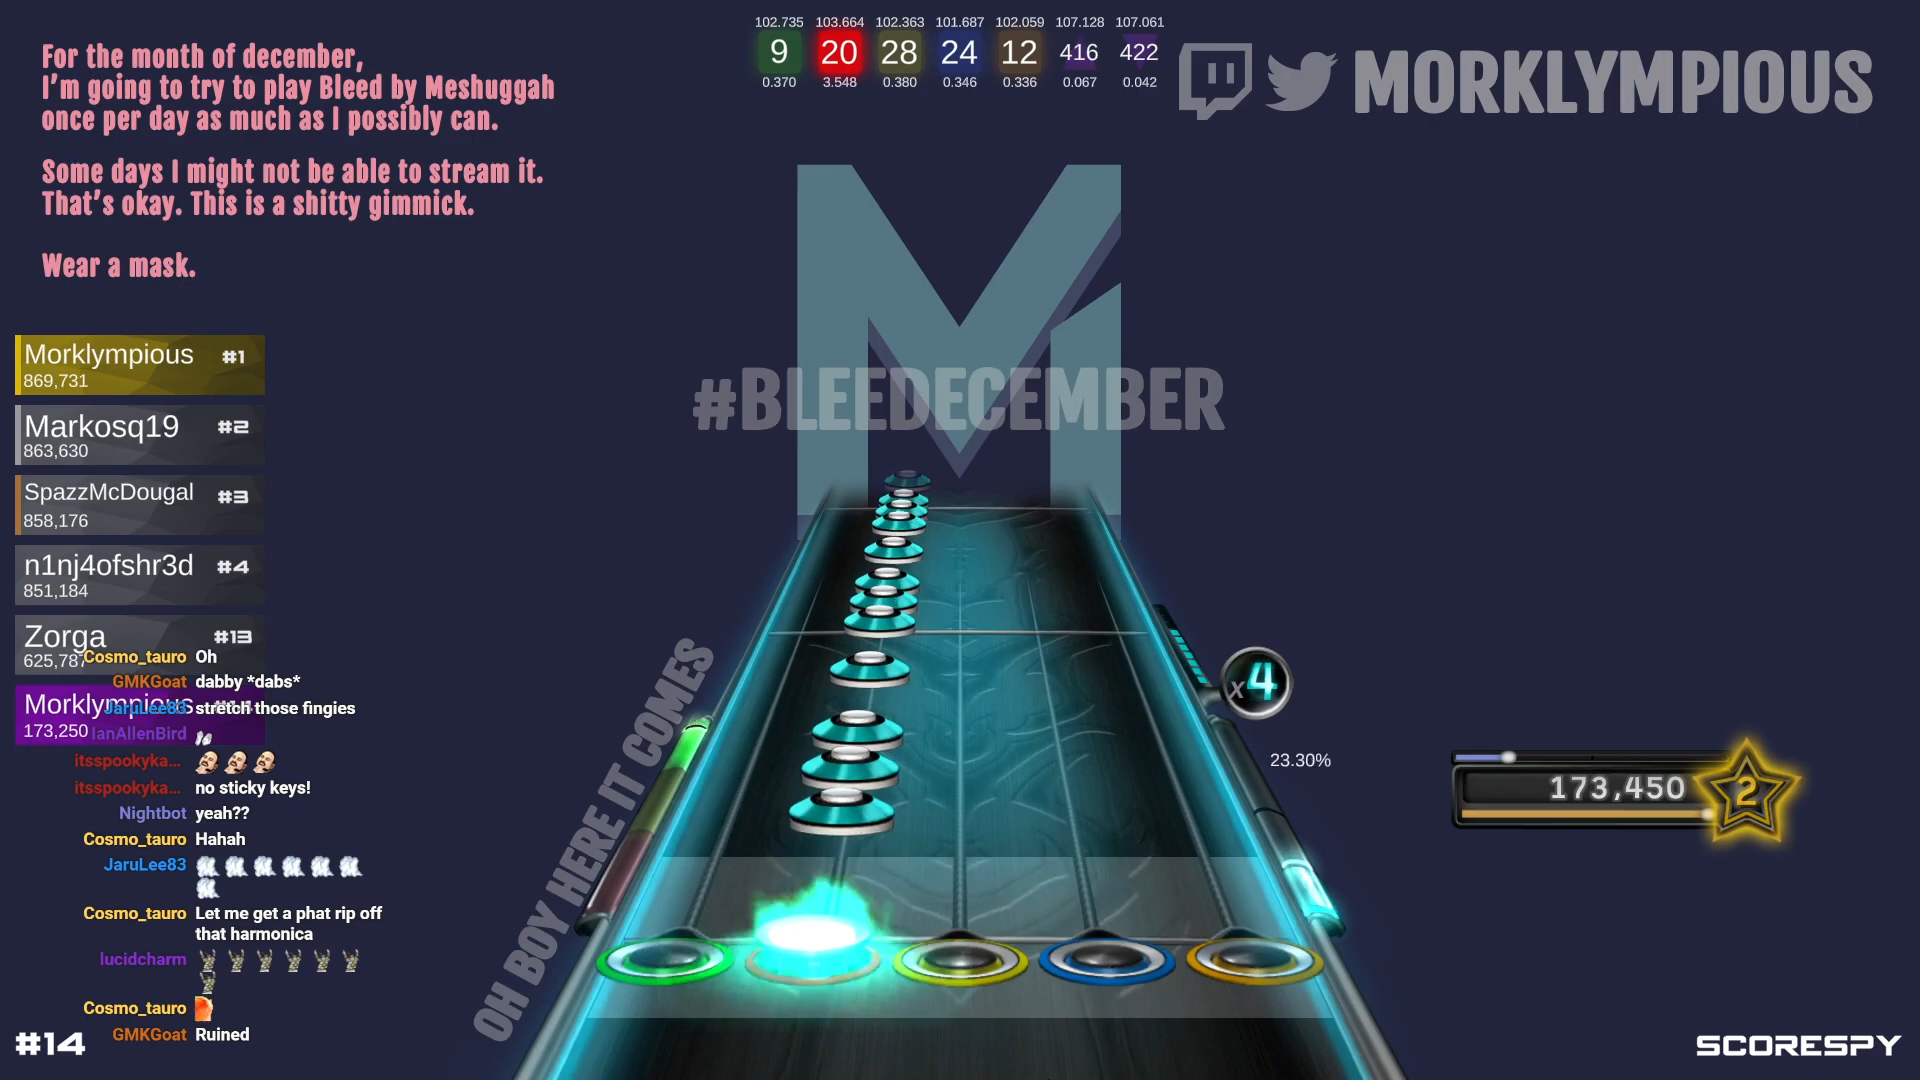 For the month of december,
I'm going to try to play Bleed by Meshuggah
once per day as much as I possibly can.
Some days I might not be able to stream it.
That's okay. This is a shitty gimmick.
Wear a mask.
102.735 103.664 102.363 101.687 102.059 107.128 107.061
9 20 28 24 12 416 422
0.370 3.548 0.380 0.346 0.336 0.067 0.042
MORKLYMPIOUS
#BLEEDECEMBER
Morklympious #1
869,731
Markosq19 #2
863,630
SpazzMcDougal #3
858,176
n1nj4ofshr3d #4
851,184
Zorga #13
625,787
Morklympious
173,250
Cosmo_tauro Oh
GMKGoat dabby *dabs*
JaruLee83 stretch those fingies
IanAllenBird
itsspookyka...
itsspookyka... no sticky keys!
Nightbot yeah??
Cosmo_tauro Hahah
JaruLee83
Cosmo_tauro Let me get a phat rip off
that harmonica
lucidcharm
Cosmo_tauro
GMKGoat Ruined
#14
OH BOY HERE IT COMES
x4
23.30%
173,450
2
SCORESPY